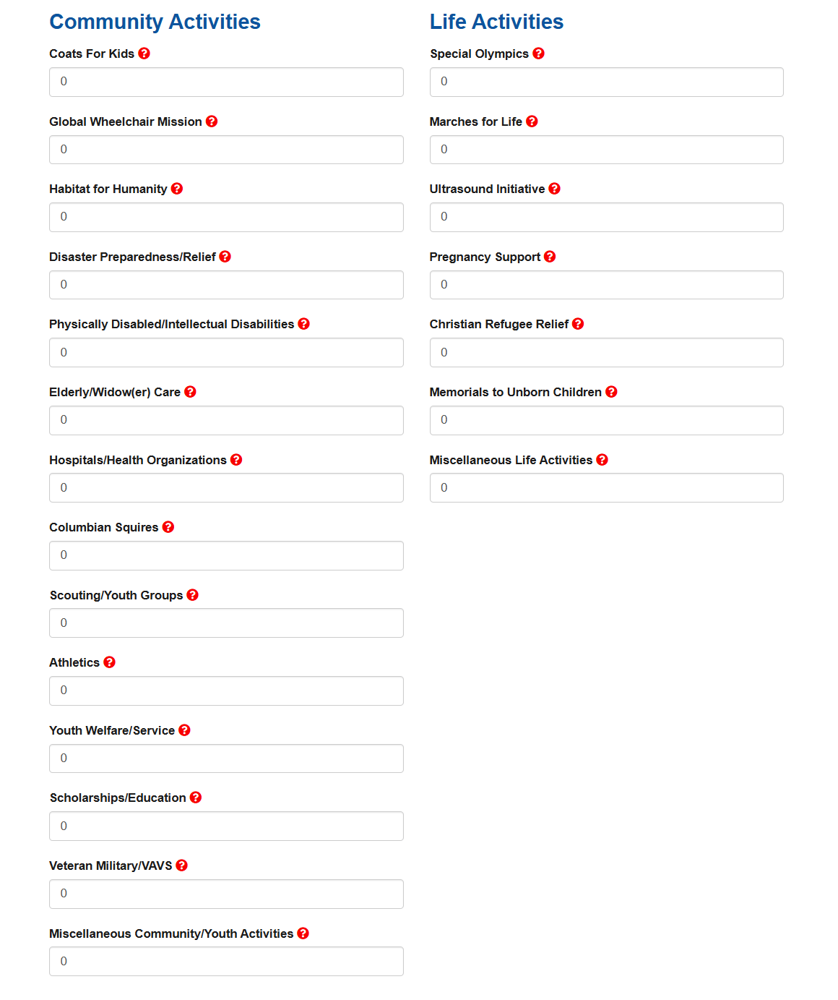 Community Activities
Coats For Kids
0
Global Wheelchair Mission
0
Habitat for Humanity
0
Disaster Preparedness/Relief
0
Physically Disabled/Intellectual Disabilities
0
Elderly/Widow(er) Care
0
Hospitals/Health Organizations
0
Columbian Squires
0
Scouting/Youth Groups
0
Athletics
0
Youth Welfare/Service
0
Scholarships/Education
0
Veteran Military/VAVS
0
Miscellaneous Community/Youth Activities
0
Life Activities
Special Olympics
0
Marches for Life
0
Ultrasound Initiative
0
Pregnancy Support
0
Christian Refugee Relief
0
Memorials to Unborn Children
0
Miscellaneous Life Activities
0